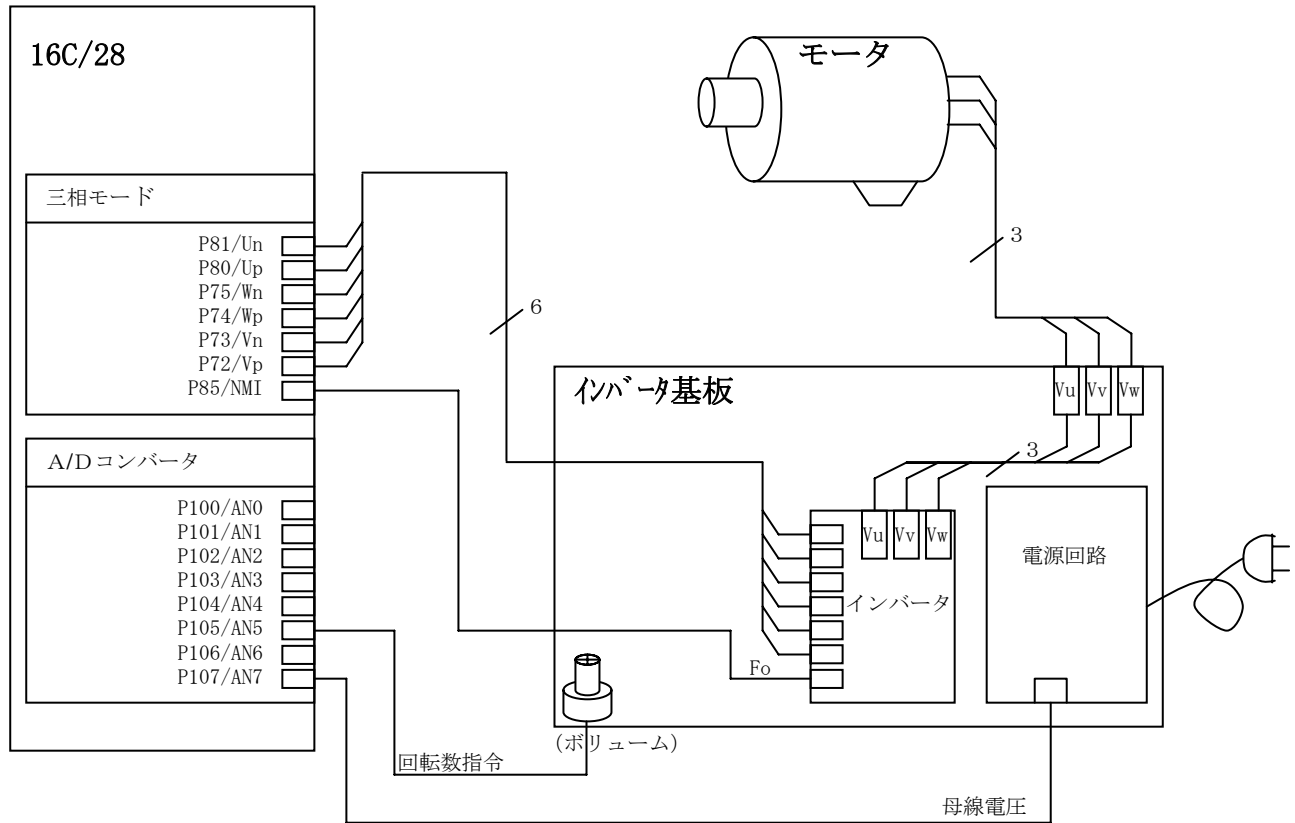 16C/28
モータ
三相モード
P81/Un
P80/Up
P75/Wn
P74/Wp
P73/Vn
P72/Vp
P85/NMI
3
6
インバータ基板
Vu Vv Vw
3
A/Dコンバータ
P100/AN0
P101/AN1
P102/AN2
P103/AN3
P104/AN4
P105/AN5
P106/AN6
P107/AN7
Vu Vv Vw
インバータ
電源回路
Fo
(ボリューム)
回転数指令
母線電圧